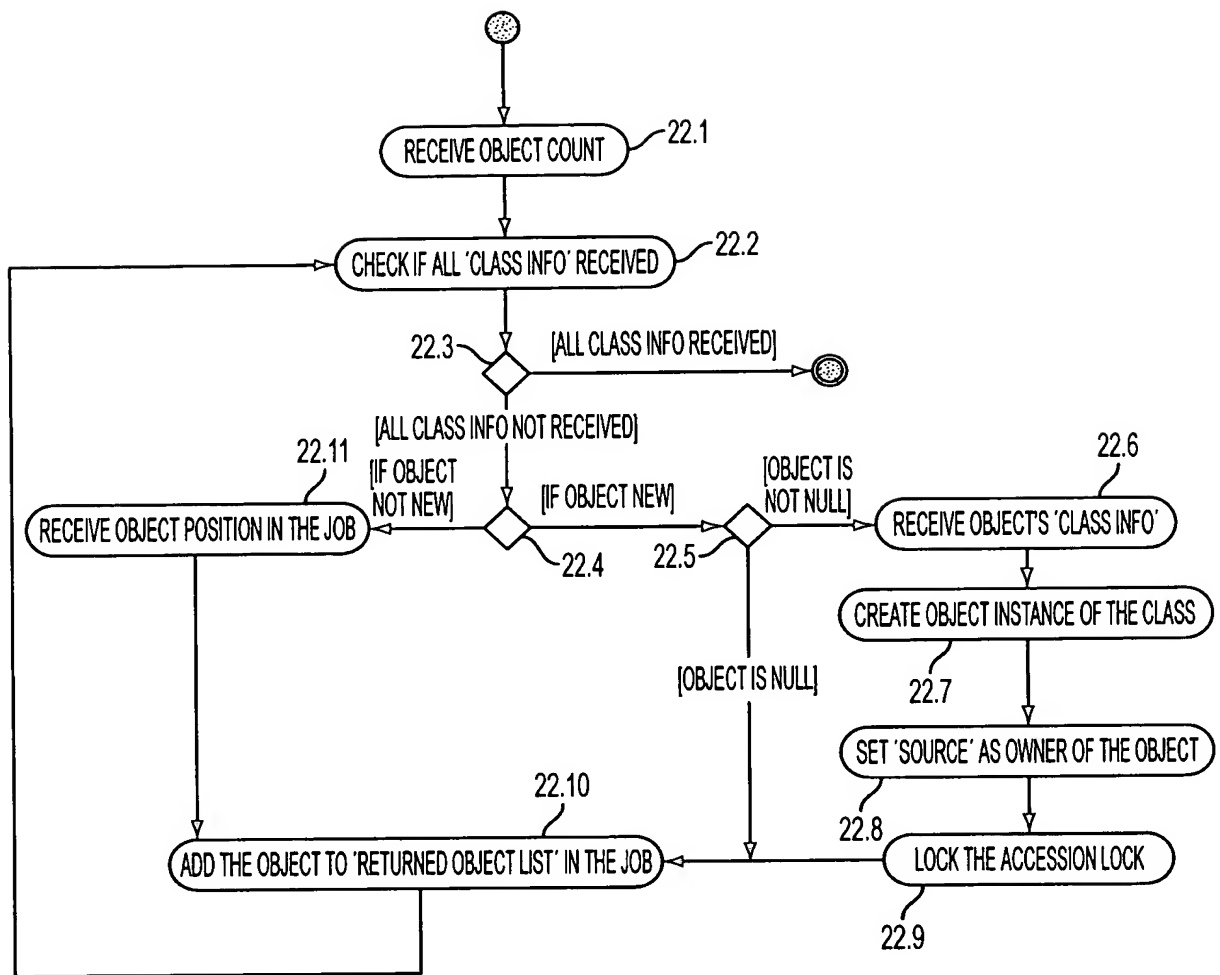 RECEIVE OBJECT COUNT
22.1
CHECK IF ALL 'CLASS INFO' RECEIVED
22.2
22.3
[ALL CLASS INFO RECEIVED]
[ALL CLASS INFO NOT RECEIVED]
22.11
[IF OBJECT
NOT NEW]
[IF OBJECT NEW]
[OBJECT IS
NOT NULL]
22.6
RECEIVE OBJECT POSITION IN THE JOB
22.4
22.5
RECEIVE OBJECT'S 'CLASS INFO'
CREATE OBJECT INSTANCE OF THE CLASS
22.7
[OBJECT IS NULL]
SET 'SOURCE' AS OWNER OF THE OBJECT
22.10
22.8
ADD THE OBJECT TO 'RETURNED OBJECT LIST' IN THE JOB
LOCK THE ACCESSION LOCK
22.9